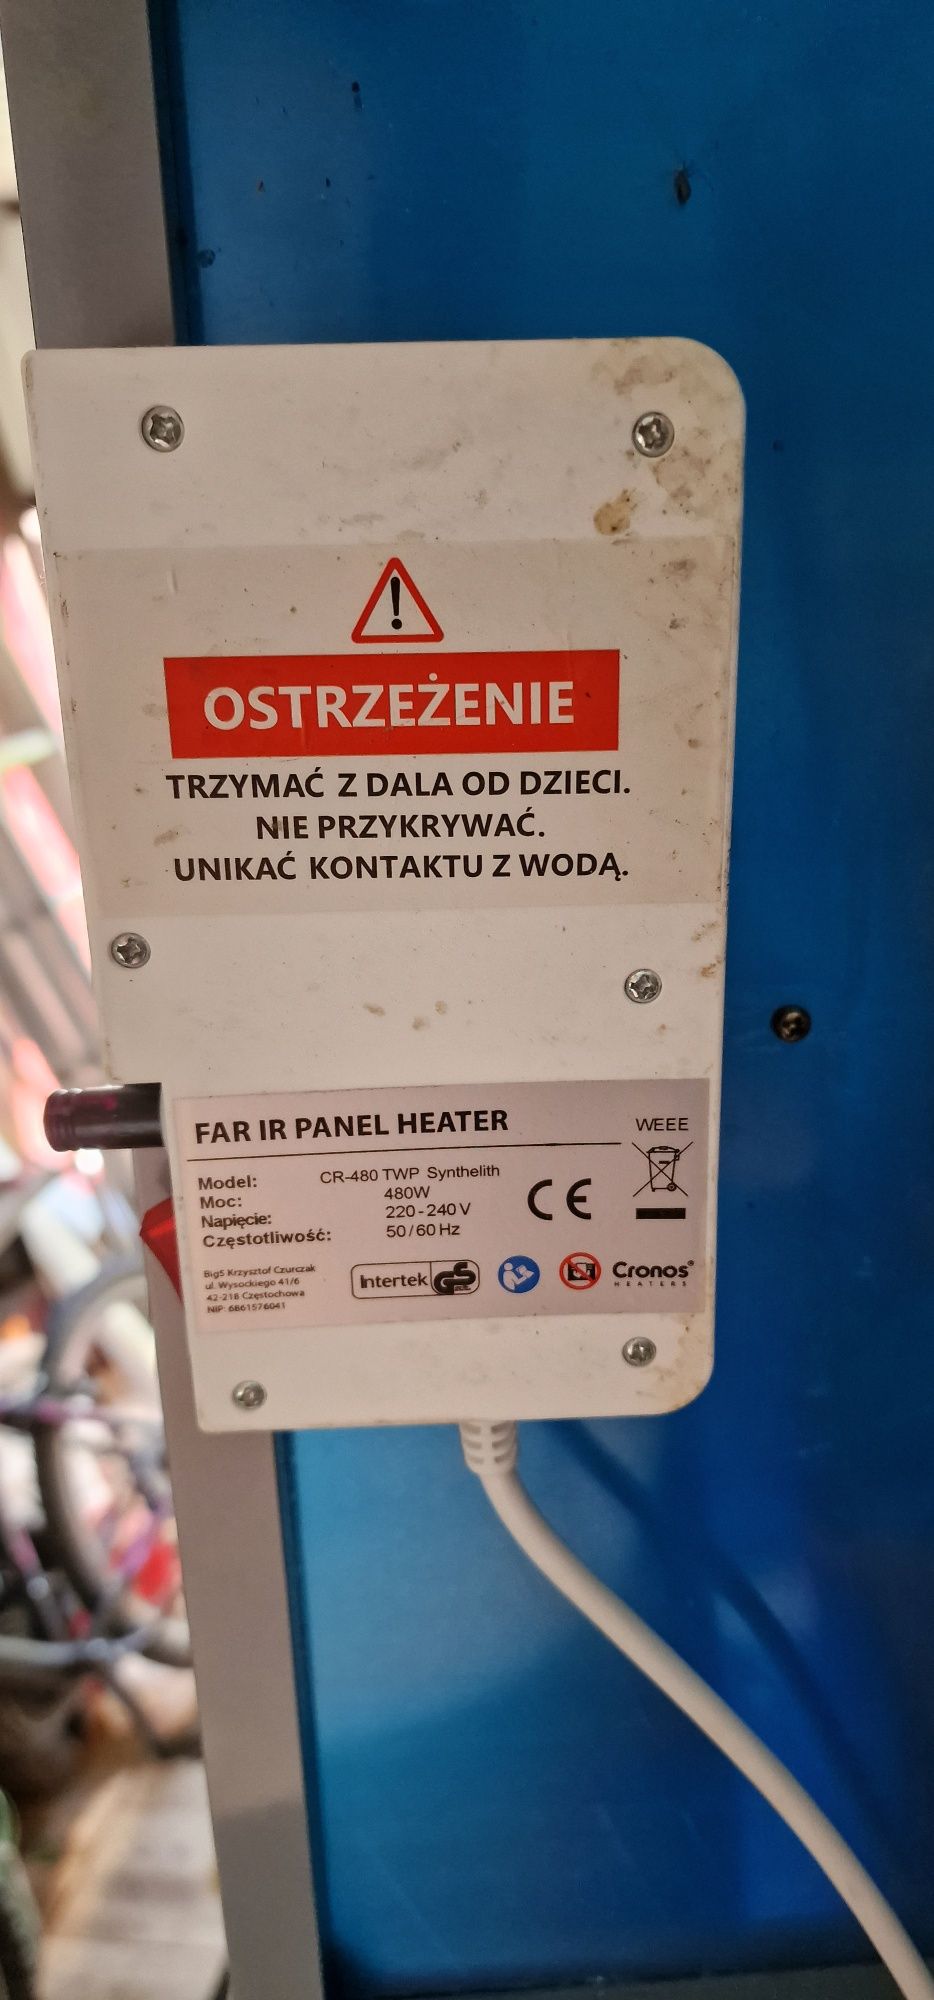 OSTRZEŻENIE
TRZYMAĆ Z DALA OD DZIECI.
NIE PRZYKRYWAĆ.
UNIKAĆ KONTAKTU Z WODĄ.
FAR IR PANEL HEATER
WEEE
Model: CR-480 TWP Synthelith
Moc: 480W
Napięcie: 220-240V
Częstotliwość: 50/60 Hz
CE
Big5 Krzysztof Czurczak
ul. Wysockiego 41/6
42-218 Częstochowa
NIP: 6861576041
Intertek GS
Cronos®
HEATERS